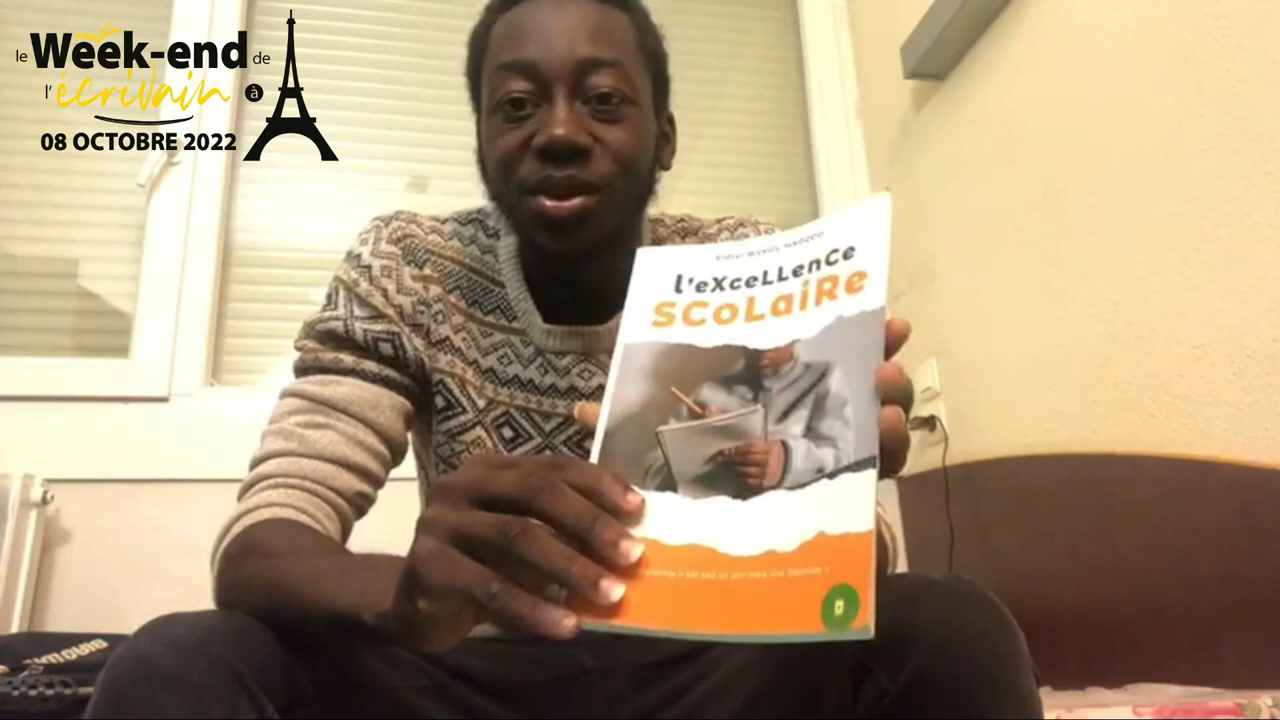 le Week-end de
l'écrivain à
08 OCTOBRE 2022
l'eXceLLenCe
SCoLaiRe